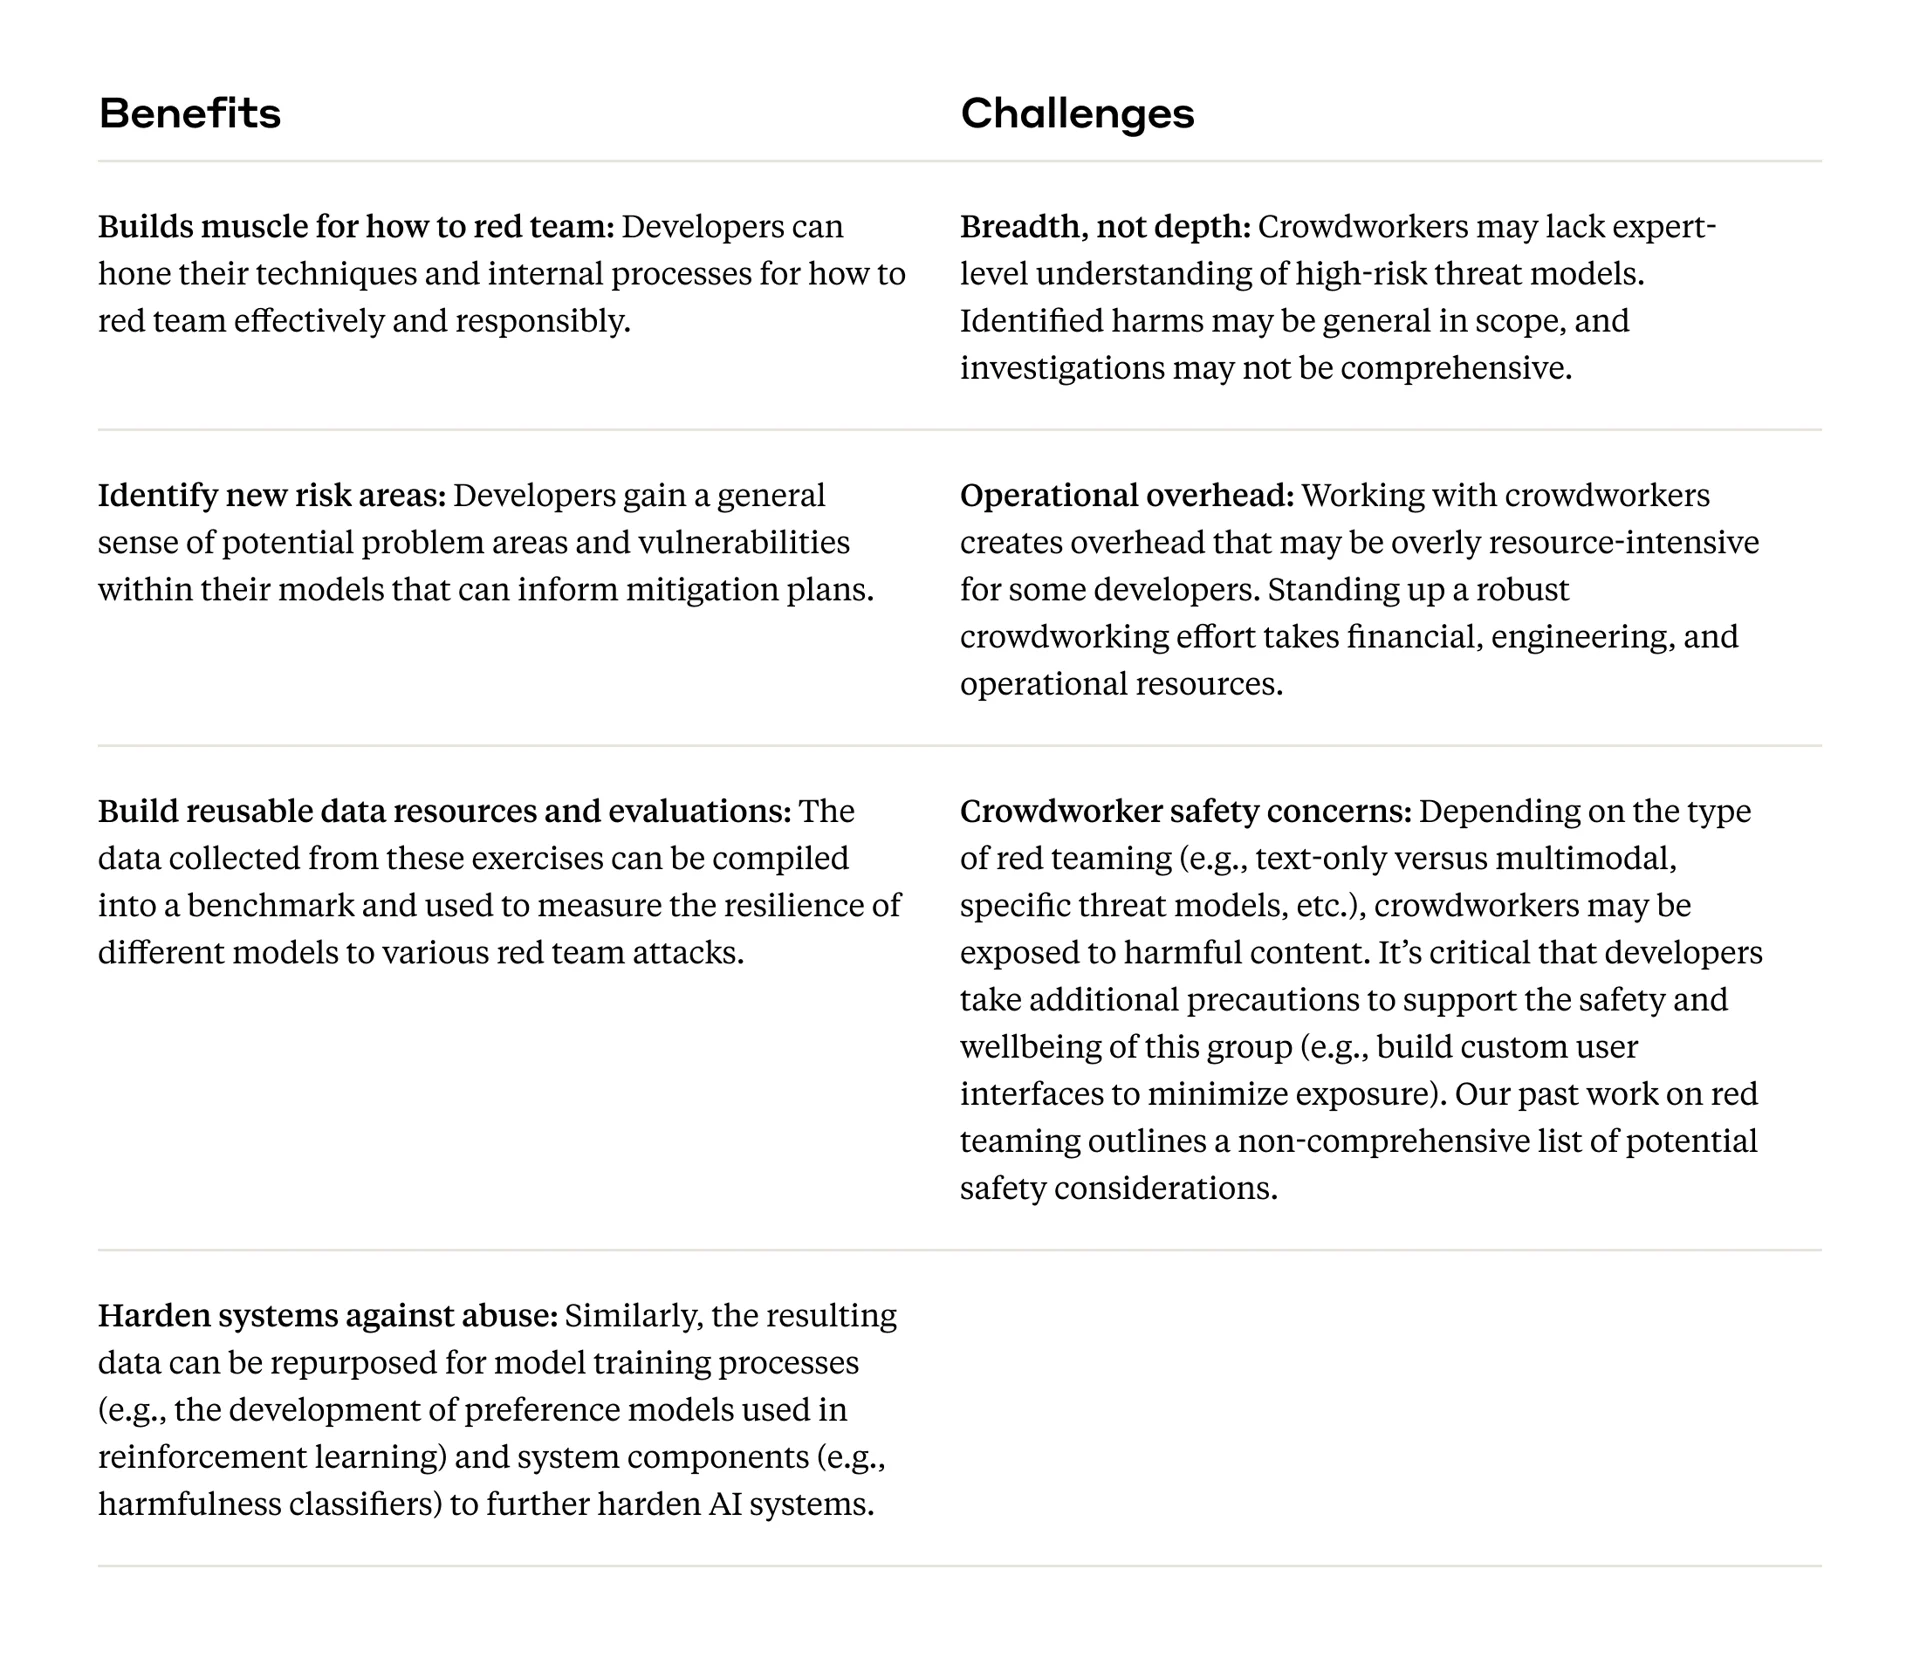 Benefits
Challenges
Builds muscle for how to red team: Developers can
hone their techniques and internal processes for how to
red team effectively and responsibly.
Breadth, not depth: Crowdworkers may lack expert-
level understanding of high-risk threat models.
Identified harms may be general in scope, and
investigations may not be comprehensive.
Identify new risk areas: Developers gain a general
sense of potential problem areas and vulnerabilities
within their models that can inform mitigation plans.
Operational overhead: Working with crowdworkers
creates overhead that may be overly resource-intensive
for some developers. Standing up a robust
crowdworking effort takes financial, engineering, and
operational resources.
Build reusable data resources and evaluations: The
data collected from these exercises can be compiled
into a benchmark and used to measure the resilience of
different models to various red team attacks.
Crowdworker safety concerns: Depending on the type
of red teaming (e.g., text-only versus multimodal,
specific threat models, etc.), crowdworkers may be
exposed to harmful content. It’s critical that developers
take additional precautions to support the safety and
wellbeing of this group (e.g., build custom user
interfaces to minimize exposure). Our past work on red
teaming outlines a non-comprehensive list of potential
safety considerations.
Harden systems against abuse: Similarly, the resulting
data can be repurposed for model training processes
(e.g., the development of preference models used in
reinforcement learning) and system components (e.g.,
harmfulness classifiers) to further harden AI systems.